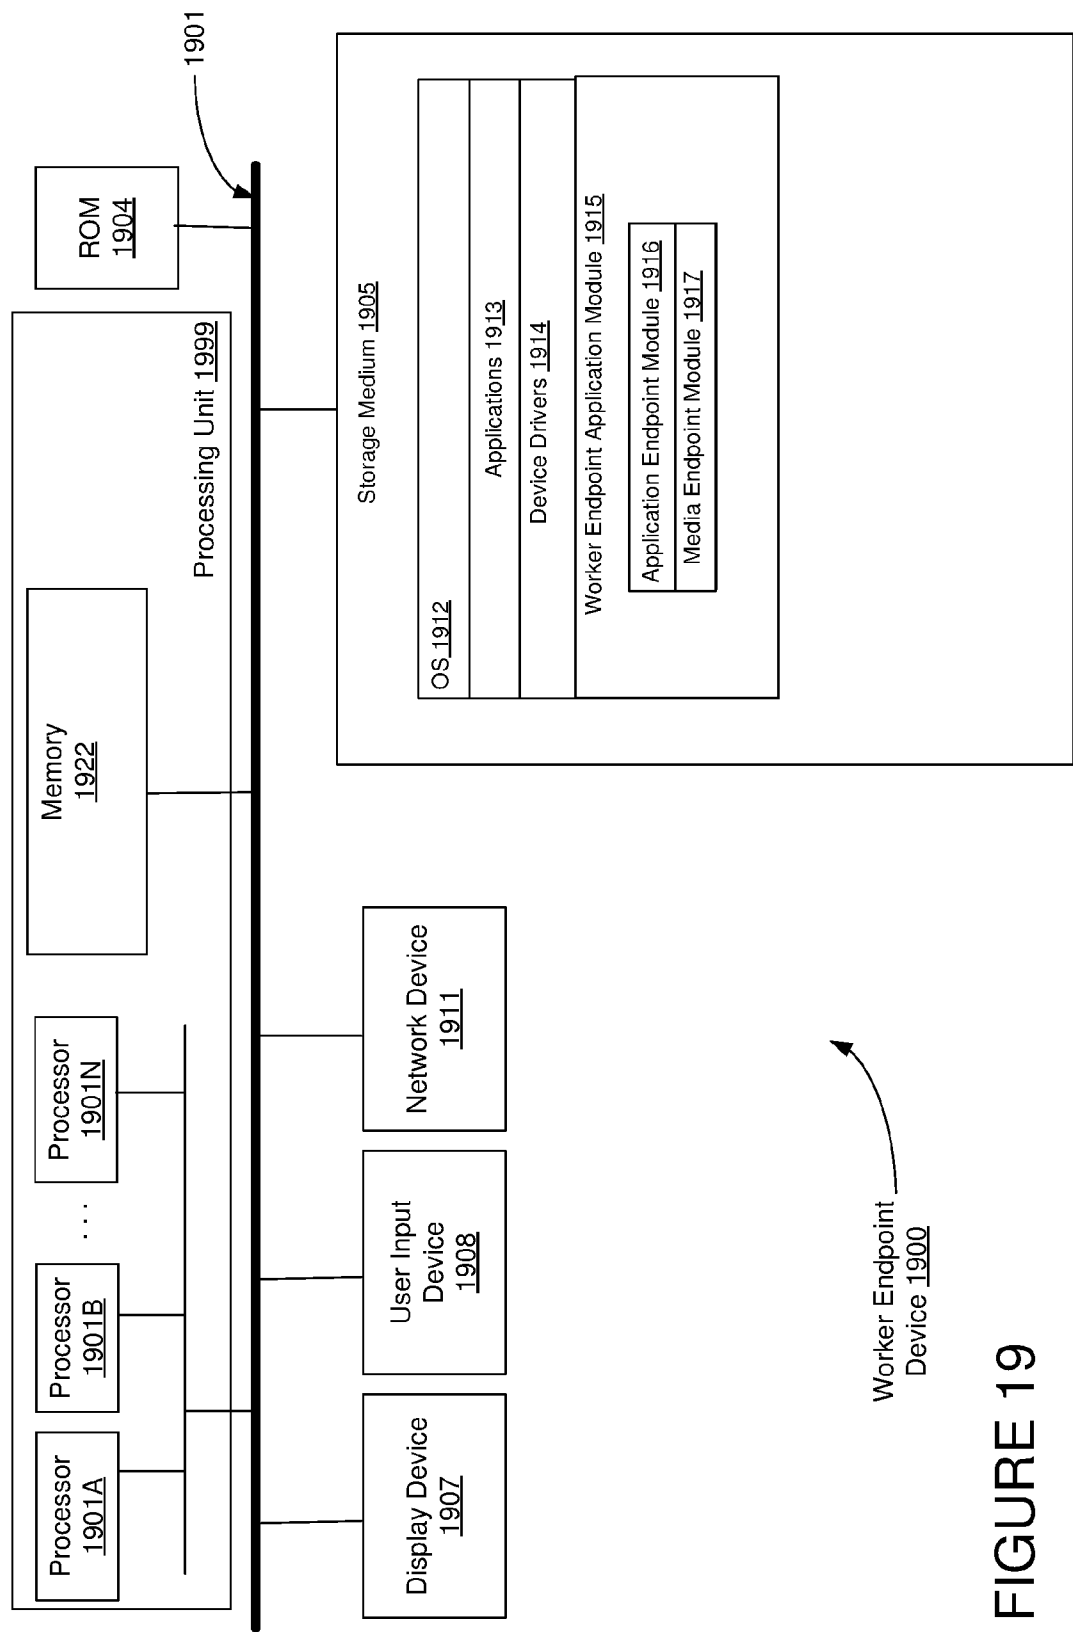 Processor
1901A
Processor
1901B
. . .
Processor
1901N
Memory
1922
Processing Unit 1999
ROM
1904
1901
Display Device
1907
User Input
Device
1908
Network Device
1911
Storage Medium 1905
OS 1912
Applications 1913
Device Drivers 1914
Worker Endpoint Application Module 1915
Application Endpoint Module 1916
Media Endpoint Module 1917
Worker Endpoint
Device 1900
FIGURE 19